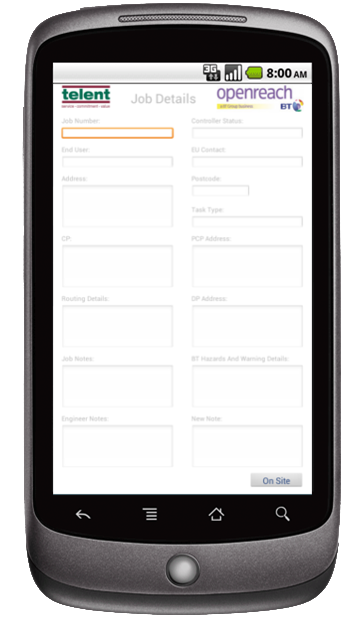 3G
8:00 AM
telent
service - commitment - value
Job Details
openreach
a BT Group business
BT
Job Number:
Controller Status:
End User:
EU Contact:
Address:
Postcode:
Task Type:
CP:
PCP Address:
Routing Details:
DP Address:
Job Notes:
BT Hazards And Warning Details:
Engineer Notes:
New Note:
On Site